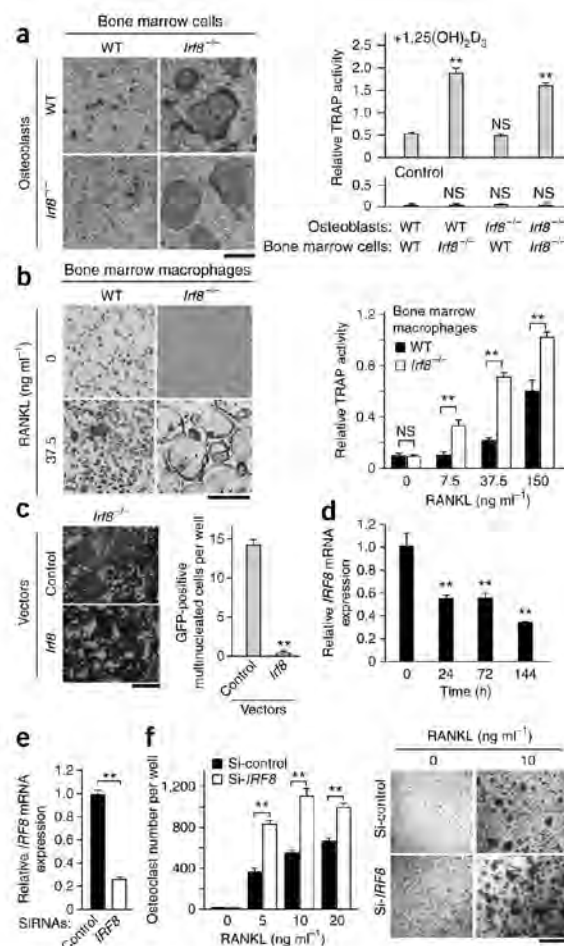 a
Bone marrow cells
WT Irf8–/–
Osteoblasts
WT
Irf8–/–
+1,25(OH)2D3
Relative TRAP activity
2.5
2.0
1.5
1.0
0.5
0
**
NS
**
Control
0.5
0
NS NS NS
Osteoblasts: WT WT Irf8–/– Irf8–/–
Bone marrow cells: WT Irf8–/– WT Irf8–/–
b
Bone marrow macrophages
WT Irf8–/–
RANKL (ng ml–1)
0
37.5
Relative TRAP activity
1.0
0.6
0.2
0
Bone marrow
macrophages
WT
Irf8–/–
NS
**
**
**
0 7.5 37.5 150
RANKL (ng ml–1)
c
Irf8–/–
Vectors
Control
Irf8
GFP-positive
multinucleated cells per well
15
10
5
0
**
Control Irf8
Vectors
d
Relative IRF8 mRNA
expression
1.2
1.0
0.8
0.6
0.4
0.2
0
**
**
**
0 24 72 144
Time (h)
e
Relative IRF8 mRNA
expression
1.2
1.0
0.8
0.6
0.4
0.2
0
**
SiRNAs: Control IRF8
f
Osteoclast number per well
1,200
900
600
300
0
Si-control
Si-IRF8
**
**
**
0 5 10 20
RANKL (ng ml–1)
RANKL (ng ml–1)
0 10
Si-control
Si-IRF8